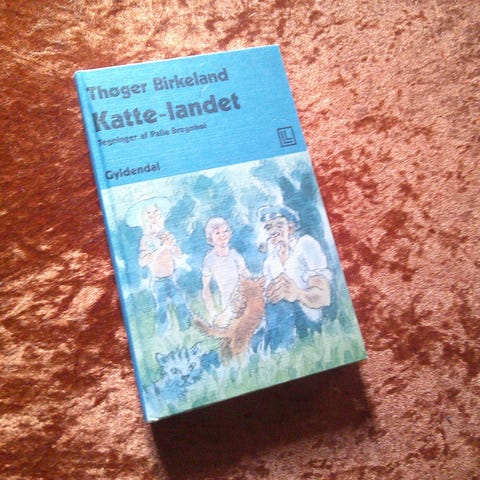 Thøger Birkeland
Katte-landet
Tegninger af Palle Bregnhøi
Gyldendal
L